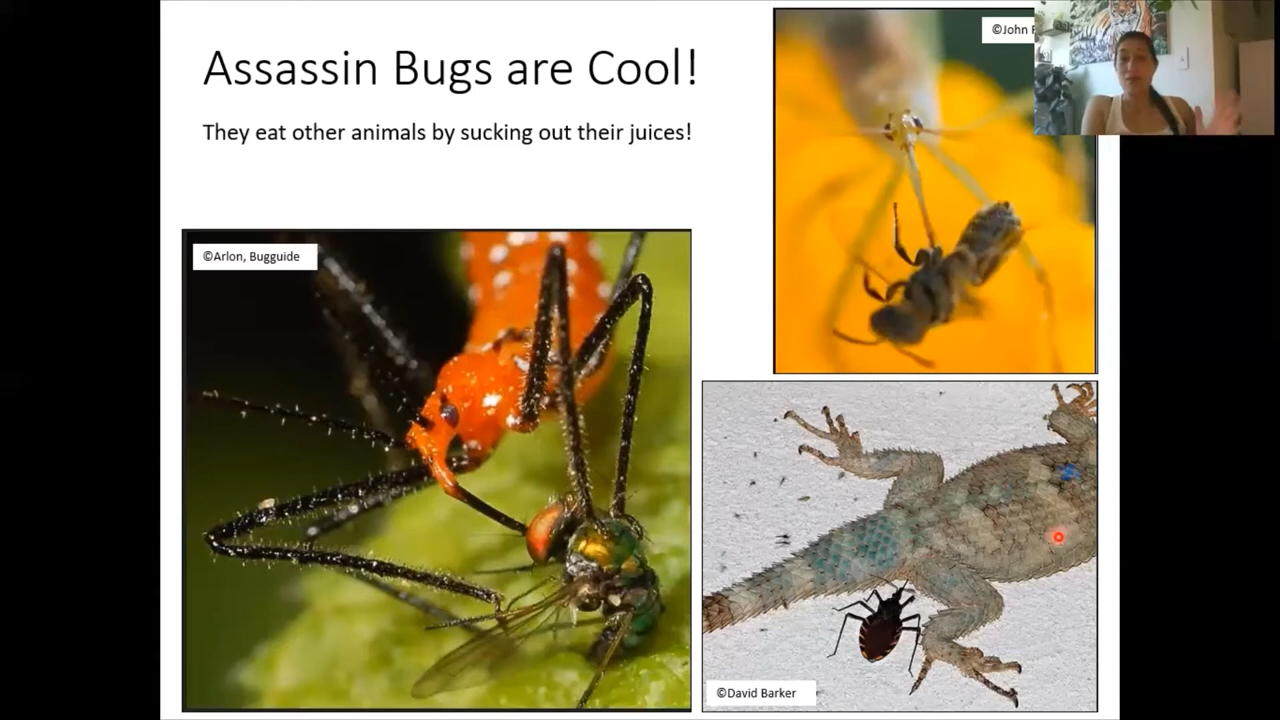 Assassin Bugs are Cool!
They eat other animals by sucking out their juices!
©John
©Arlon, Bugguide
©David Barker